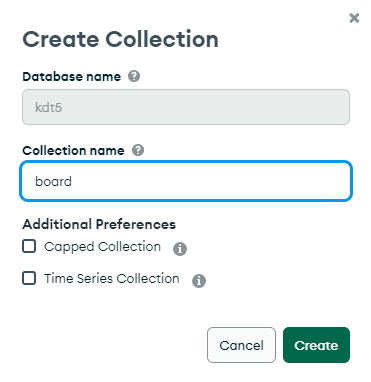 Create Collection
Database name
kdt5
Collection name
board
Additional Preferences
Capped Collection
Time Series Collection
Cancel
Create